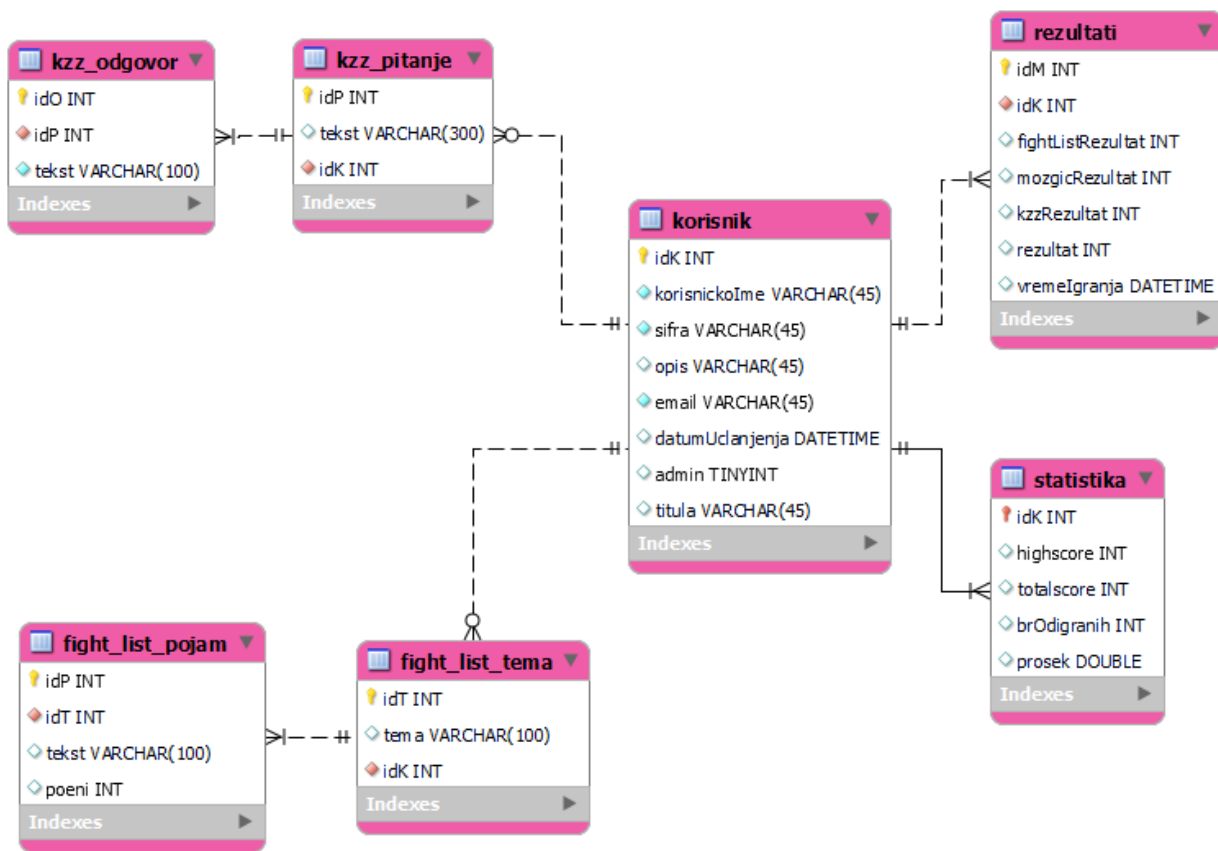 kzz_odgovor
idO INT
idP INT
tekst VARCHAR(100)
Indexes
kzz_pitanje
idP INT
tekst VARCHAR(300)
idK INT
Indexes
rezultati
idM INT
idK INT
fightListRezultat INT
mozgicRezultat INT
kzzRezultat INT
rezultat INT
vremeIgranja DATETIME
Indexes
korisnik
idK INT
korisnickoIme VARCHAR(45)
sifra VARCHAR(45)
opis VARCHAR(45)
email VARCHAR(45)
datumUclanjenja DATETIME
admin TINYINT
titula VARCHAR(45)
Indexes
statistika
idK INT
highscore INT
totalscore INT
brOdigranih INT
prosek DOUBLE
Indexes
fight_list_pojam
idP INT
idT INT
tekst VARCHAR(100)
poeni INT
Indexes
fight_list_tema
idT INT
tema VARCHAR(100)
idK INT
Indexes